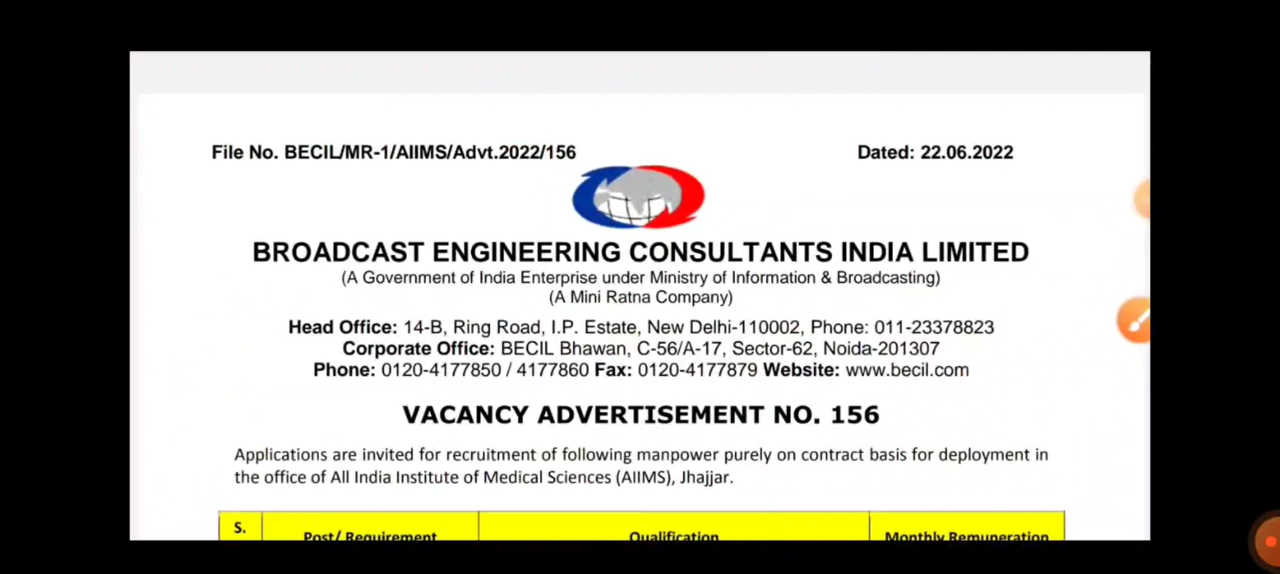 File No. BECIL/MR-1/AIIMS/Advt.2022/156 Dated: 22.06.2022
BROADCAST ENGINEERING CONSULTANTS INDIA LIMITED
(A Government of India Enterprise under Ministry of Information & Broadcasting)
(A Mini Ratna Company)
Head Office: 14-B, Ring Road, I.P. Estate, New Delhi-110002, Phone: 011-23378823
Corporate Office: BECIL Bhawan, C-56/A-17, Sector-62, Noida-201307
Phone: 0120-4177850 / 4177860 Fax: 0120-4177879 Website: www.becil.com
VACANCY ADVERTISEMENT NO. 156
Applications are invited for recruitment of following manpower purely on contract basis for deployment in
the office of All India Institute of Medical Sciences (AIIMS), Jhajjar.
S.
Post/ Requirement Qualification Monthly Remuneration